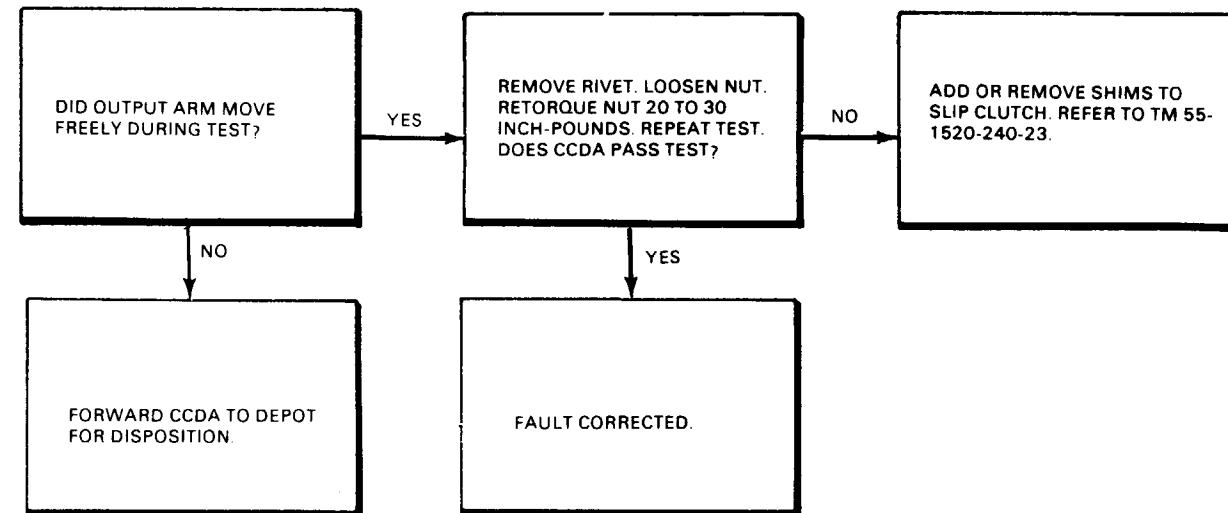 DID OUTPUT ARM MOVE
FREELY DURING TEST?
YES
REMOVE RIVET. LOOSEN NUT.
RETORQUE NUT 20 TO 30
INCH-POUNDS. REPEAT TEST.
DOES CCDA PASS TEST?
NO
ADD OR REMOVE SHIMS TO
SLIP CLUTCH. REFER TO TM 55-
1520-240-23.
NO
YES
FORWARD CCDA TO DEPOT
FOR DISPOSITION.
FAULT CORRECTED.